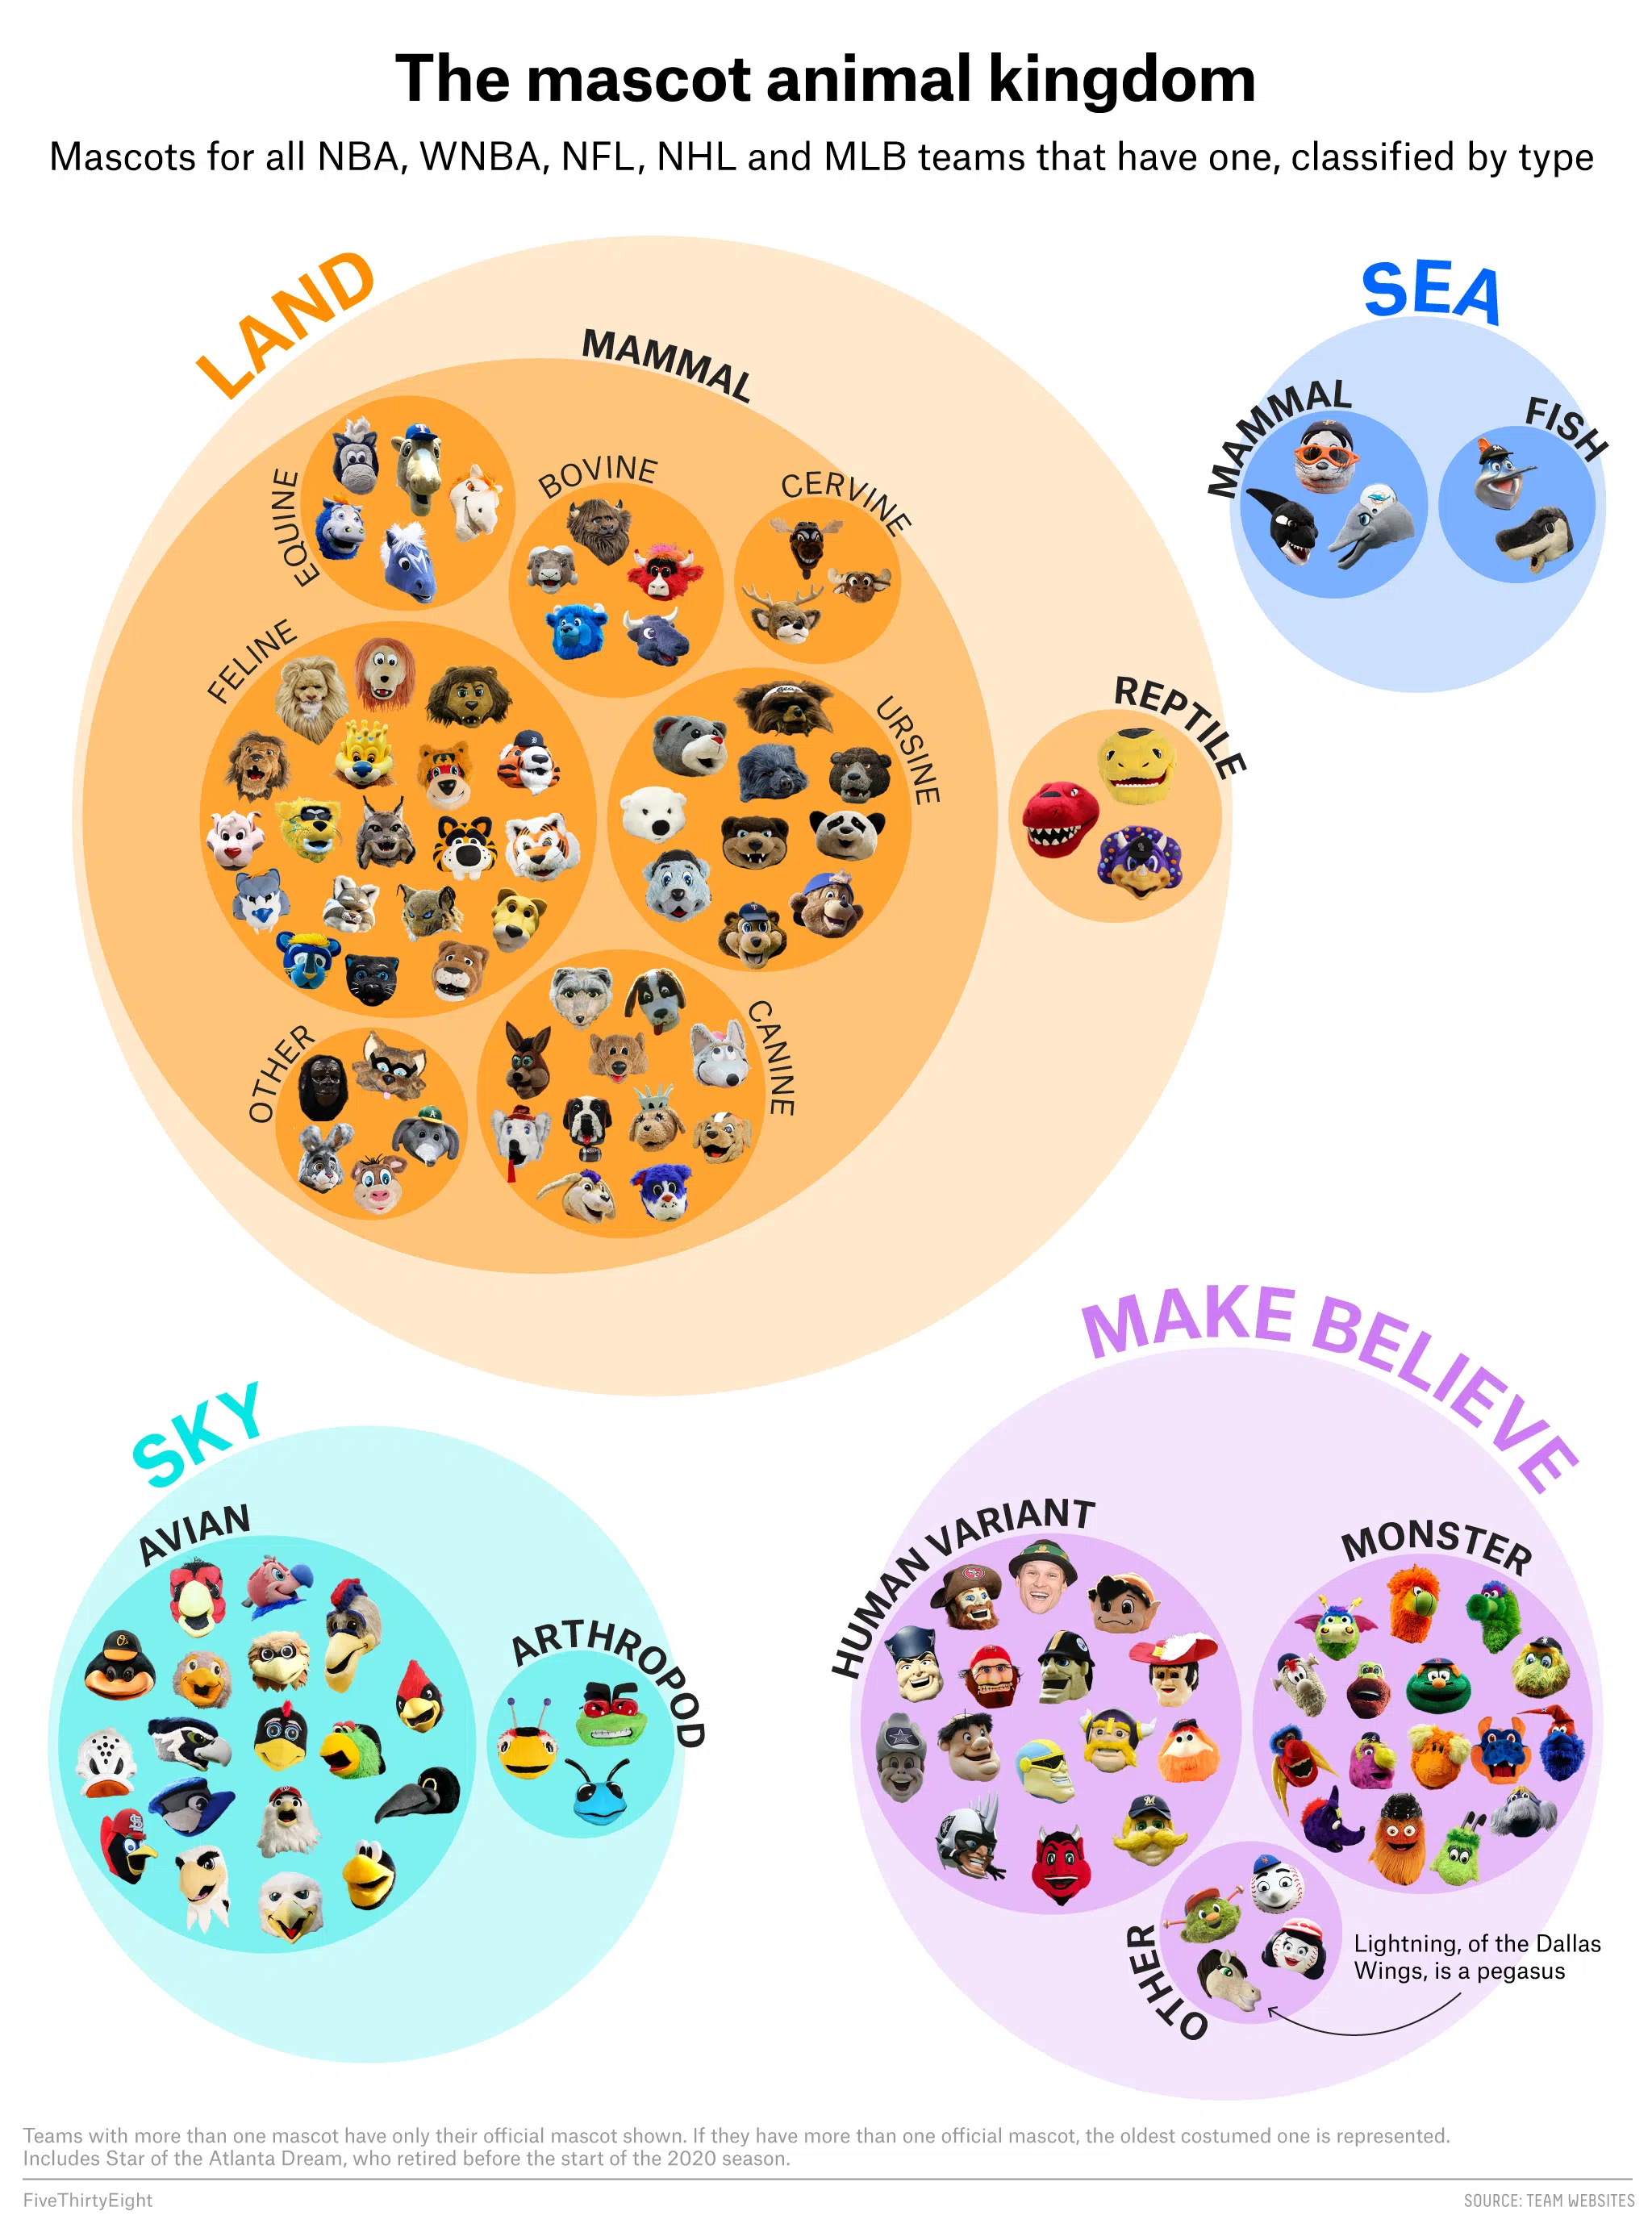 The mascot animal kingdom
Mascots for all NBA, WNBA, NFL, NHL and MLB teams that have one, classified by type
LAND
MAMMAL
EQUINE
BOVINE
CERVINE
FELINE
URSINE
OTHER
CANINE
REPTILE
SEA
MAMMAL
FISH
SKY
AVIAN
ARTHROPOD
MAKE BELIEVE
HUMAN VARIANT
MONSTER
OTHER
Lightning, of the Dallas
Wings, is a pegasus
Teams with more than one mascot have only their official mascot shown. If they have more than one official mascot, the oldest costumed one is represented.
Includes Star of the Atlanta Dream, who retired before the start of the 2020 season.
FiveThirtyEight
SOURCE: TEAM WEBSITES